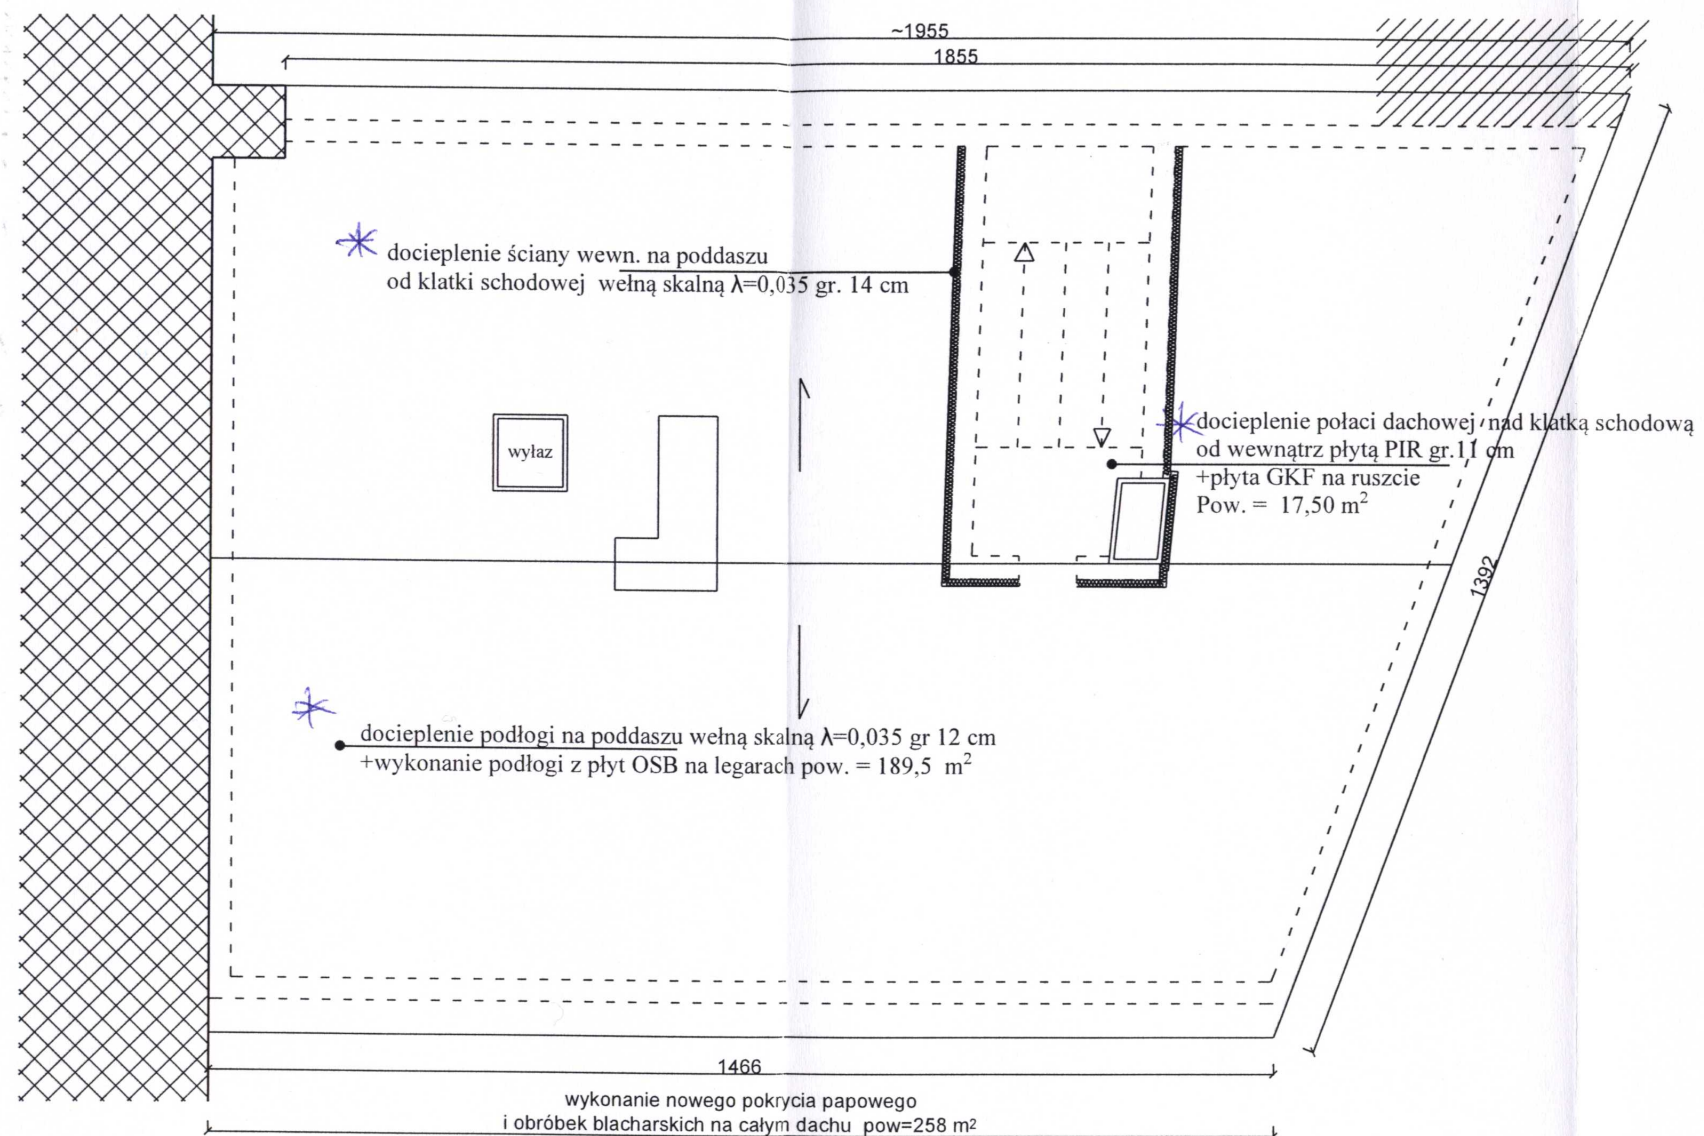 ~1955
1855
docieplenie ściany wewn. na poddaszu
od klatki schodowej wełną skalną λ=0,035 gr. 14 cm
wyłaz
docieplenie połaci dachowej nad klatką schodową
od wewnątrz płytą PIR gr.11 cm
+płyta GKF na ruszcie
Pow. = 17,50 m²
1392
docieplenie podłogi na poddaszu wełną skalną λ=0,035 gr 12 cm
+wykonanie podłogi z płyt OSB na legarach pow. = 189,5 m²
1466
wykonanie nowego pokrycia papowego
i obróbek blacharskich na całym dachu pow=258 m2